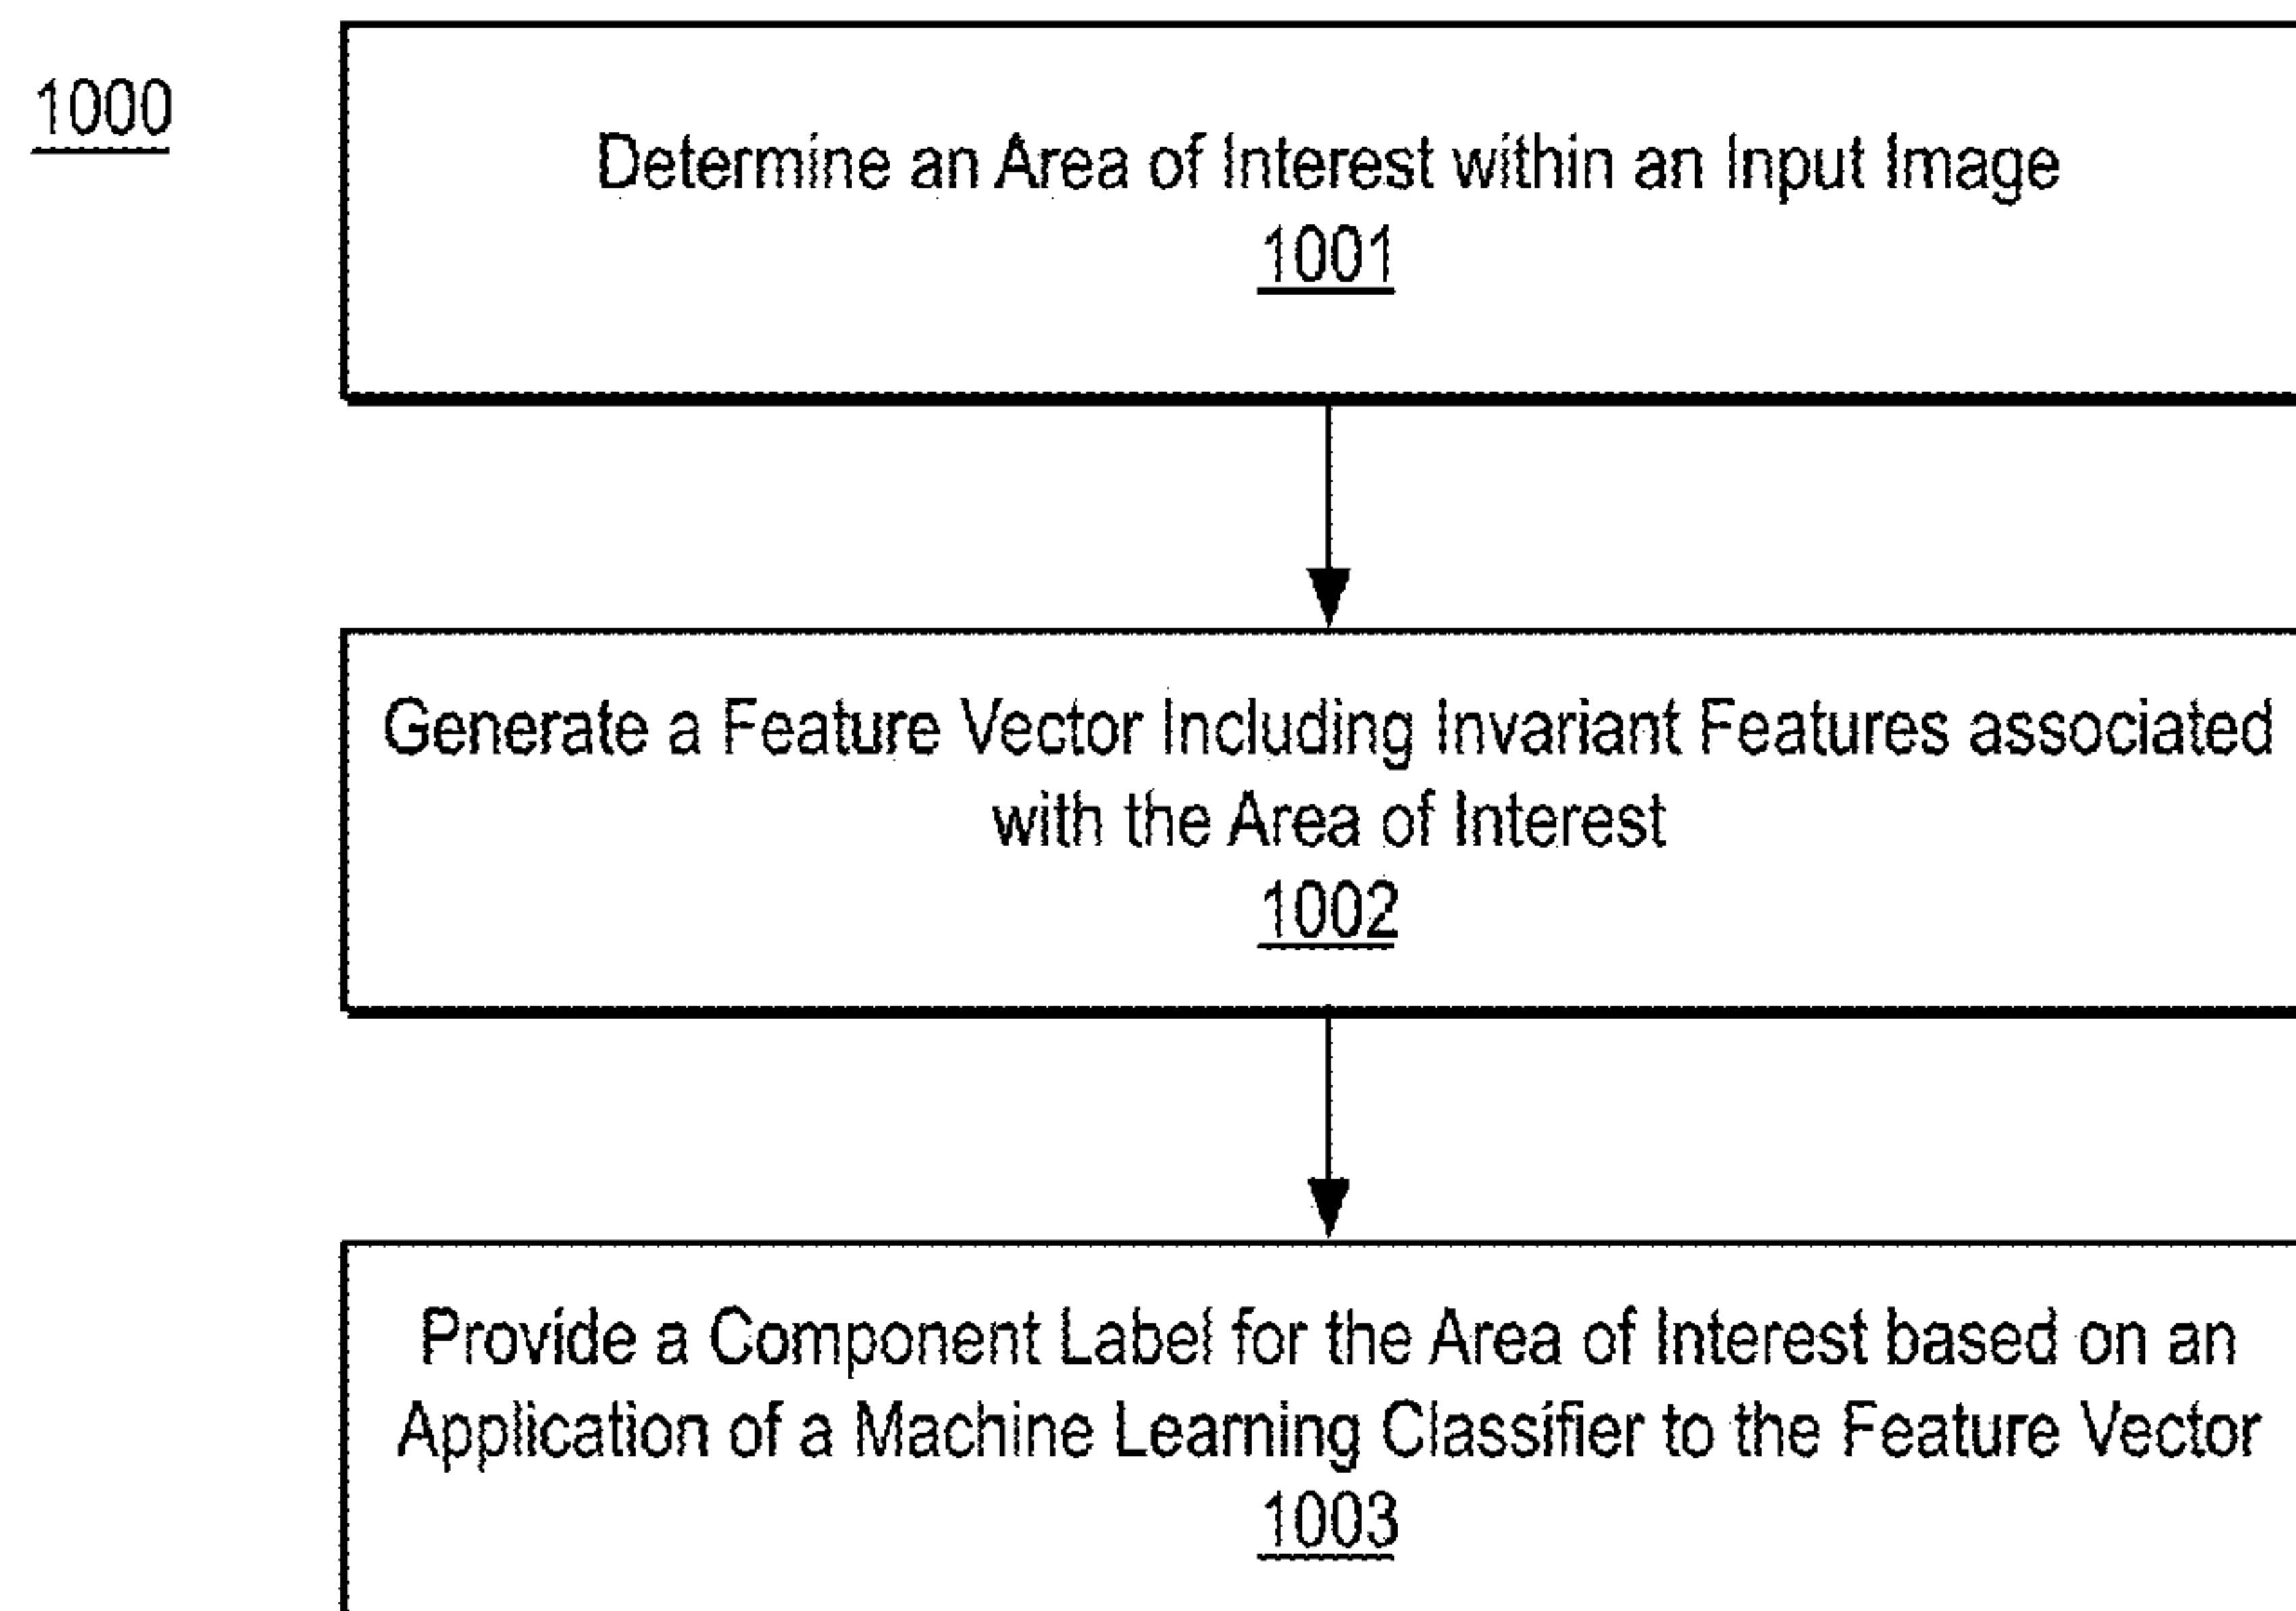 1000
Determine an Area of Interest within an Input Image
1001
Generate a Feature Vector Including Invariant Features associated
with the Area of Interest
1002
Provide a Component Label for the Area of Interest based on an
Application of a Machine Learning Classifier to the Feature Vector
1003